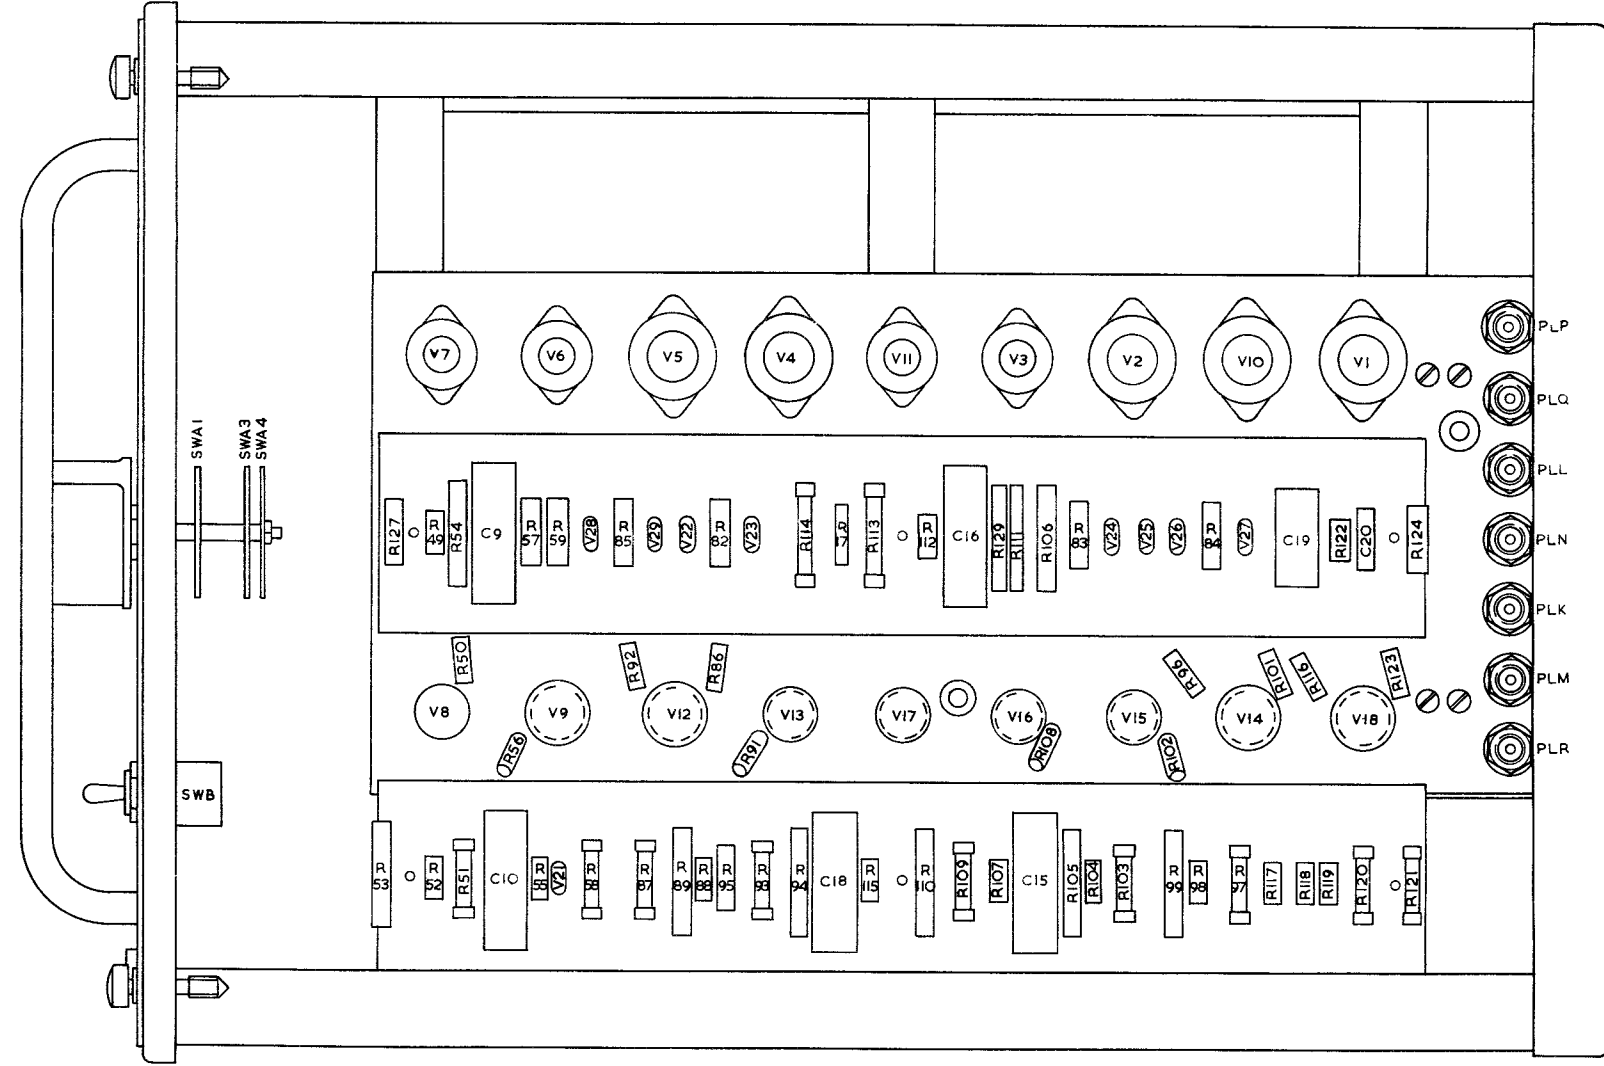 PLP
V7 V6 V5 V4 V11 V3 V2 V10 V1
PLQ
SWA1 SWA3 SWA4
PLL
R127 R49 R54 C9 R57 R59 V28 R85 V29 V22 R82 V23 R114 R17 R113 R112 C16 R129 R111 R106 R83 V24 V25 V26 R84 V27 C19 R122 C20 R124
PLN
PLK
R50 R92 R86 R96 R101 R116 R123
PLM
V8 V9 V12 V13 V17 V16 V15 V14 V18
R56 R91 R108 R102
PLR
SWB
R53 R52 R51 C10 R55 V21 R58 R87 R89 R88 R95 R93 R94 C18 R115 R110 R109 R107 C15 R105 R104 R103 R99 R98 R97 R117 R118 R119 R120 R121